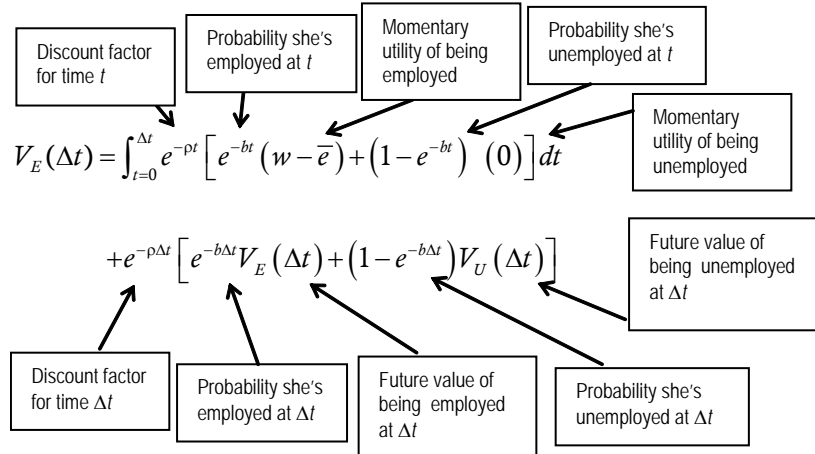 Discount factor
for time t
Probability she's
employed at t
Momentary
utility of being
employed
Probability she's
unemployed at t
Momentary
utility of being
unemployed
V_E(Δt) = ∫_{t=0}^{Δt} e^{-ρt} [e^{-bt} (w − e̅) + (1 − e^{-bt}) (0)] dt
+e^{-ρΔt} [e^{-bΔt} V_E (Δt) + (1 − e^{-bΔt}) V_U (Δt)]
Future value of
being unemployed
at Δt
Discount factor
for time Δt
Probability she's
employed at Δt
Future value of
being employed
at Δt
Probability she's
unemployed at Δt